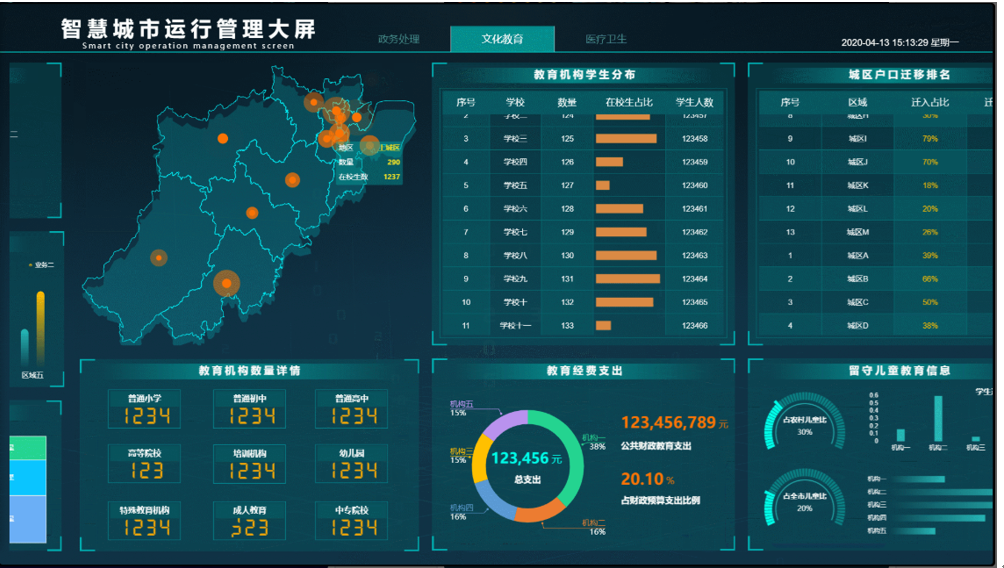 智慧城市运行管理大屏
Smart city operation management screen
政务处理
文化教育
医疗卫生
2020-04-13 15:13:29 星期一
二
业务二
区域五
地区 城区
数量 290
在校生数 1237
教育机构学生分布
序号 学校 数量 在校生占比 学生人数
2 学校二 124 123457
3 学校三 125 123458
4 学校四 126 123459
5 学校五 127 123460
6 学校六 128 123461
7 学校七 129 123462
8 学校八 130 123463
9 学校九 131 123464
10 学校十 132 123465
11 学校十一 133 123466
城区户口迁移排名
序号 区域 迁入占比 迁
8 城区H 30%
9 城区I 79%
10 城区J 70%
11 城区K 18%
12 城区L 20%
13 城区M 26%
1 城区A 39%
2 城区B 66%
3 城区C 50%
4 城区D 38%
教育机构数量详情
普通小学 普通初中 普通高中
1234 1234 1234
高等院校 培训机构 幼儿园
123 1234 1234
特殊教育机构 成人教育 中专院校
1234 1234
教育经费支出
机构五
15%
机构一
38%
机构三
15%
机构四
16%
机构二
16%
123,456 元
总支出
123,456,789 元
公共财政教育支出
20.10 %
占财政预算支出比例
留守儿童教育信息
占农村儿童比
30%
占全市儿童比
20%
学生
0.6
0.5
0.4
0.3
0.2
0.1
0
机构一 机构二 机构三
机构一
机构二
机构三
机构四
机构五